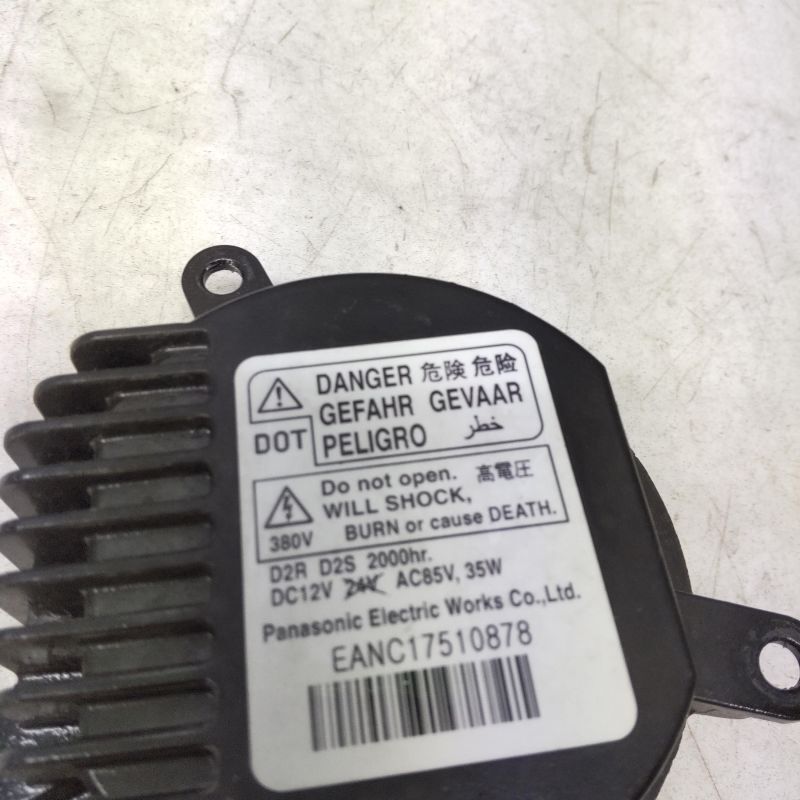 DANGER 危険 危险
GEFAHR GEVAAR
DOT PELIGRO خطر
Do not open. 高電圧
WILL SHOCK,
380V BURN or cause DEATH.
D2R D2S 2000hr.
DC12V 24V AC85V, 35W
Panasonic Electric Works Co.,Ltd.
EANC17510878